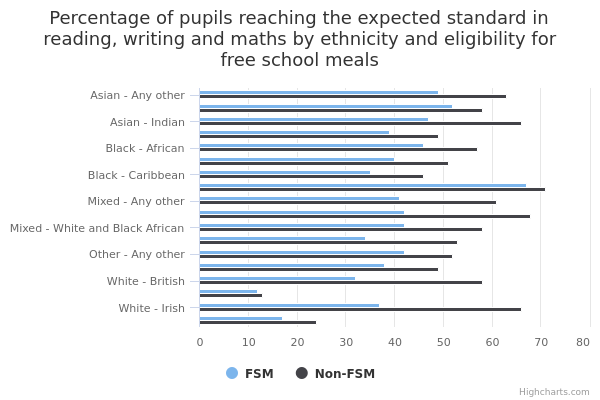 Percentage of pupils reaching the expected standard in
reading, writing and maths by ethnicity and eligibility for
free school meals
Asian - Any other
Asian - Indian
Black - African
Black - Caribbean
Mixed - Any other
Mixed - White and Black African
Other - Any other
White - British
White - Irish
0 10 20 30 40 50 60 70 80
FSM Non-FSM
Highcharts.com